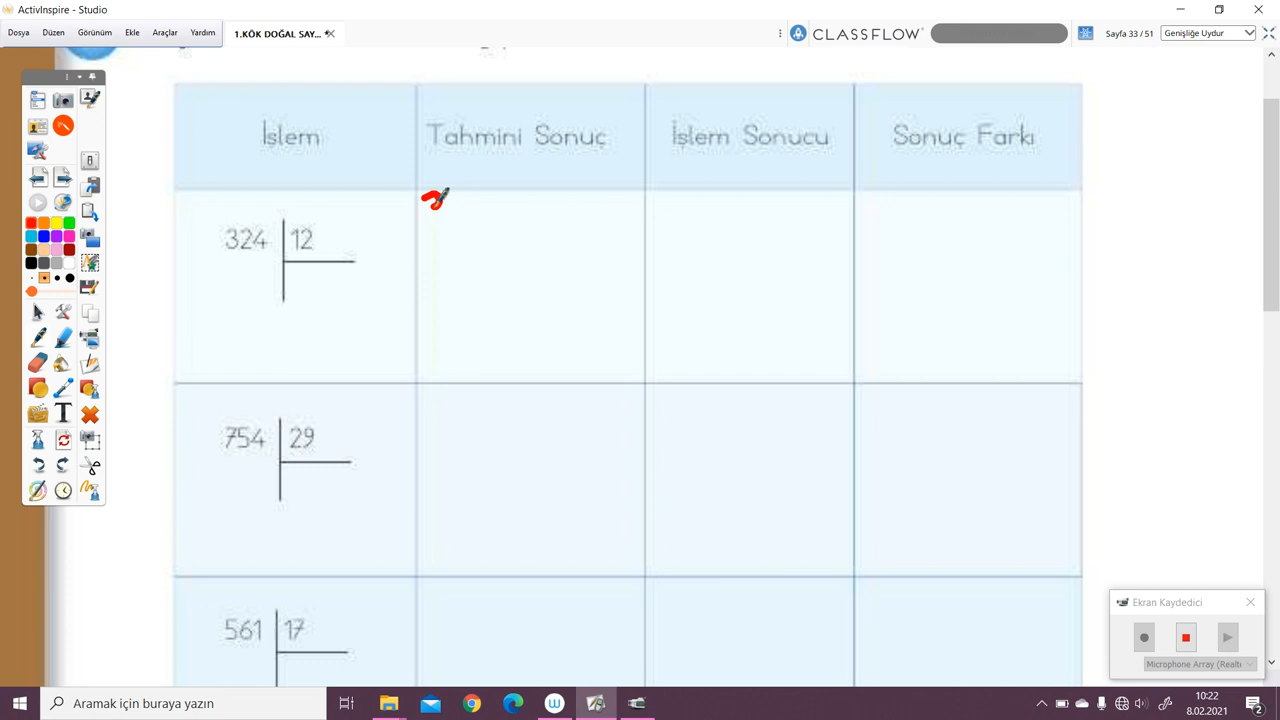 ActivInspire - Studio
Dosya Düzen Görünüm Ekle Araçlar Yardım
1.KÖK DOĞAL SAY...
CLASSFLOW
Sayfa 33 / 51
Genişliğe Uydur
İşlem Tahmini Sonuç İşlem Sonucu Sonuç Farkı
324 12
754 29
561 17
Ekran Kaydedici
Microphone Array (Realt
Aramak için buraya yazın
10:22
8.02.2021